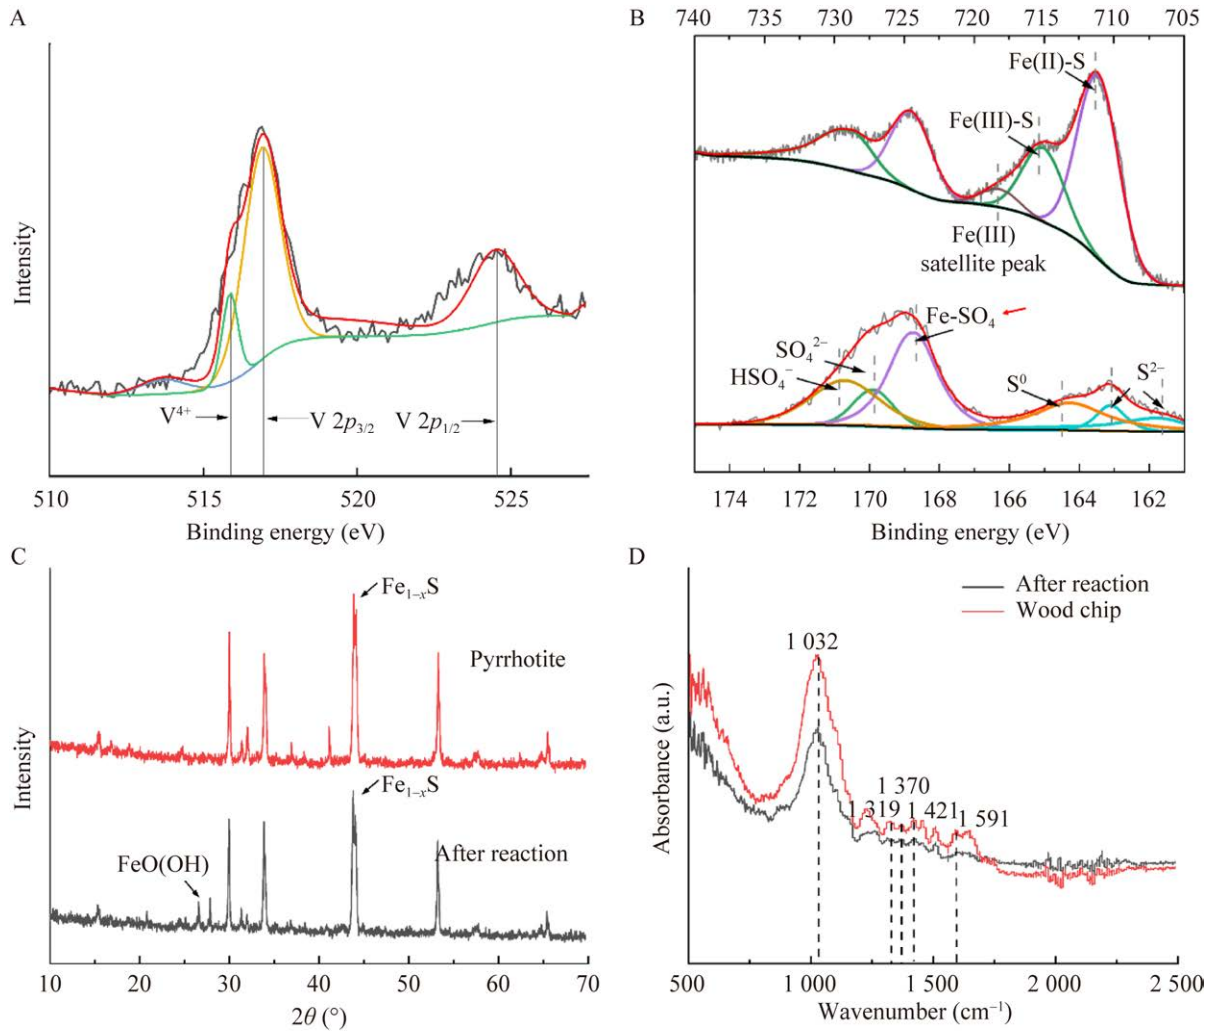 A
Intensity
V⁴⁺
V 2p₃/₂
V 2p₁/₂
510 515 520 525
Binding energy (eV)
B
740 735 730 725 720 715 710 705
Fe(II)-S
Fe(III)-S
Fe(III)
satellite peak
Fe-SO₄
SO₄²⁻
HSO₄⁻
S⁰
S²⁻
174 172 170 168 166 164 162
Binding energy (eV)
C
Intensity
Fe₁₋ₓS
Pyrrhotite
Fe₁₋ₓS
FeO(OH)
After reaction
10 20 30 40 50 60 70
2θ (°)
D
Absorbance (a.u.)
After reaction
Wood chip
1 032
1 370
1 319 1 421 1 591
500 1 000 1 500 2 000 2 500
Wavenumber (cm⁻¹)